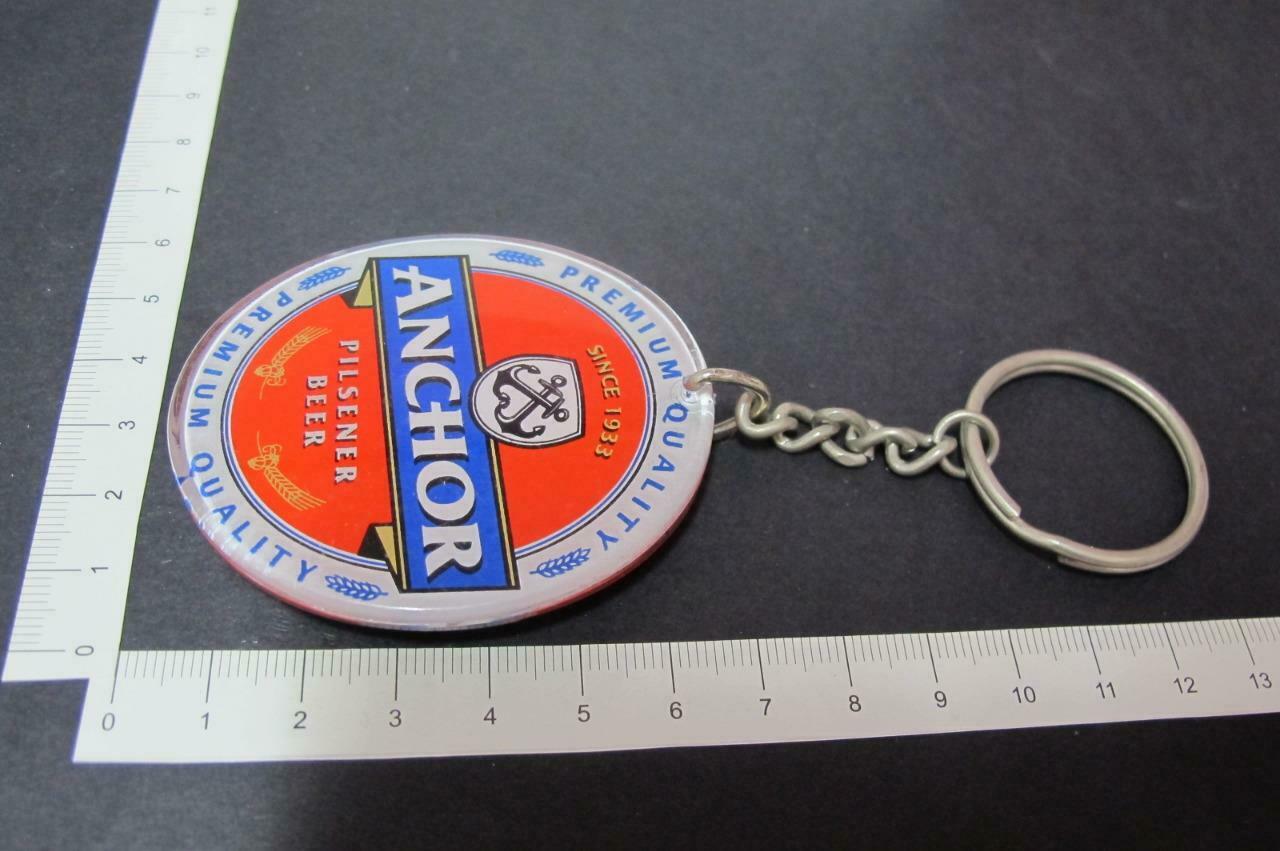 PREMIUM QUALITY
SINCE 1933
ANCHOR
PILSENER
BEER
PREMIUM QUALITY
0 1 2 3 4 5 6 7 8 9 10 11
0 1 2 3 4 5 6 7 8 9 10 11 12 13